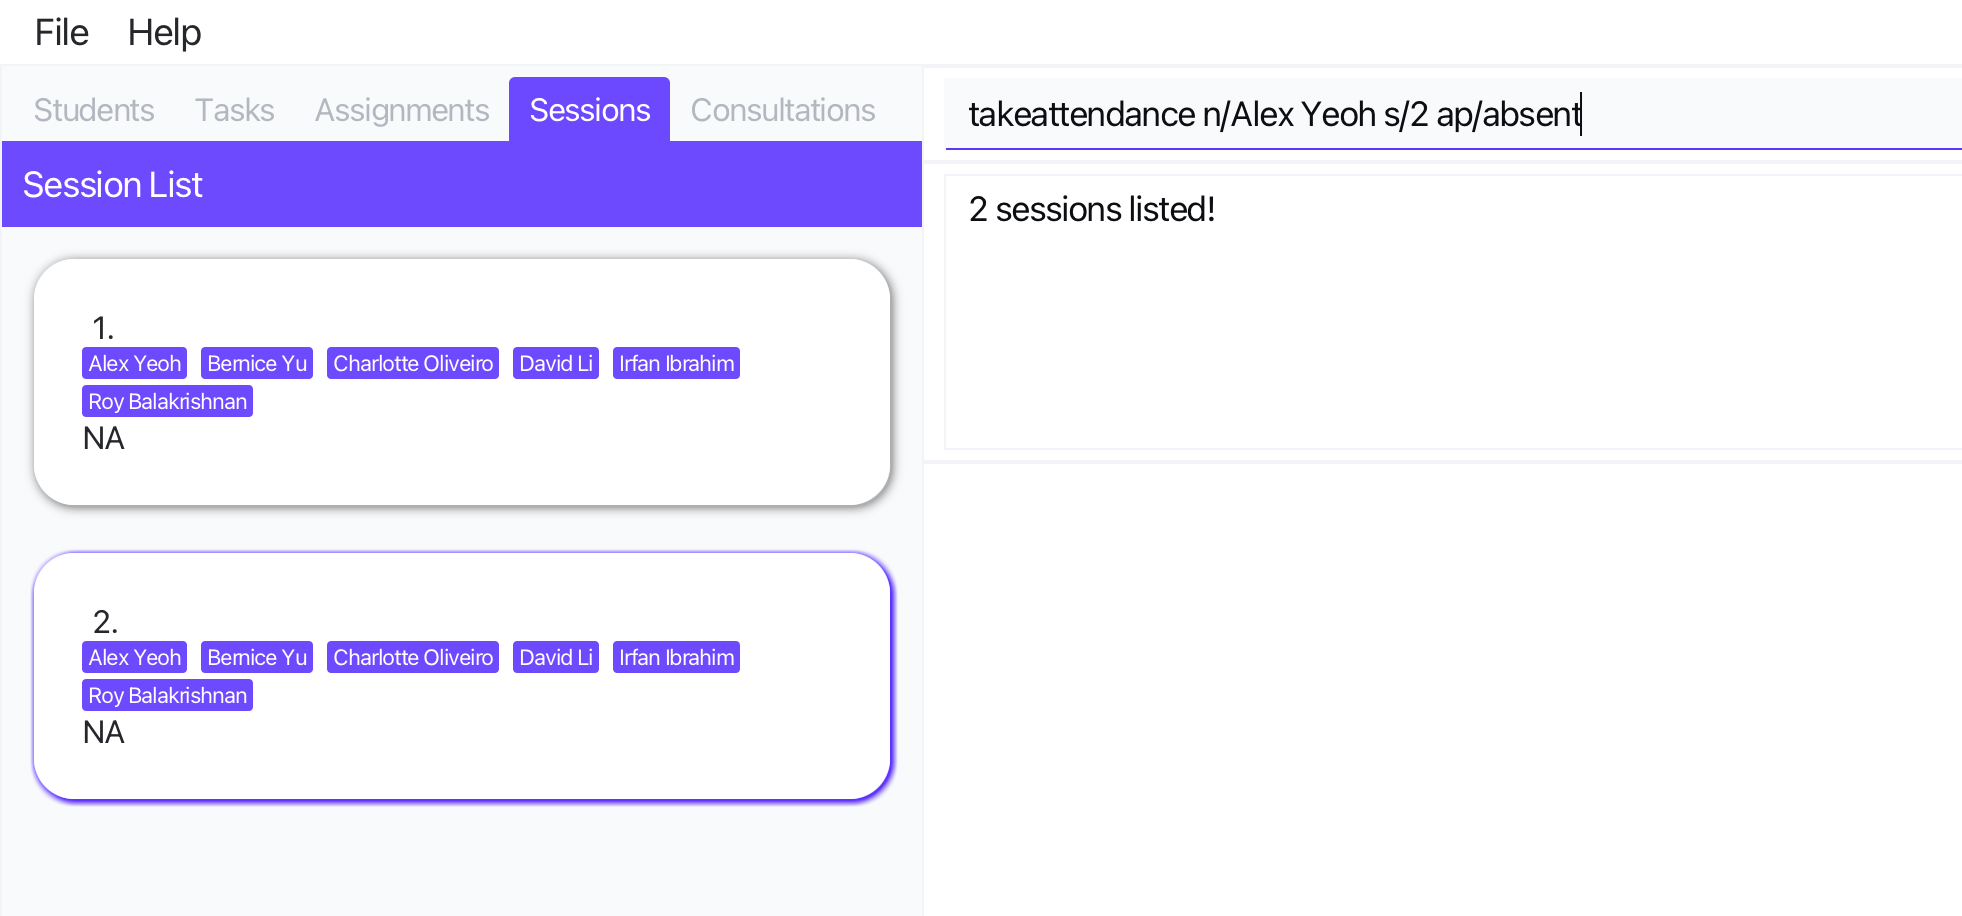 File Help
Students Tasks Assignments Sessions Consultations
takeattendance n/Alex Yeoh s/2 ap/absent
Session List
2 sessions listed!
1.
Alex Yeoh Bernice Yu Charlotte Oliveiro David Li Irfan Ibrahim
Roy Balakrishnan
NA
2.
Alex Yeoh Bernice Yu Charlotte Oliveiro David Li Irfan Ibrahim
Roy Balakrishnan
NA